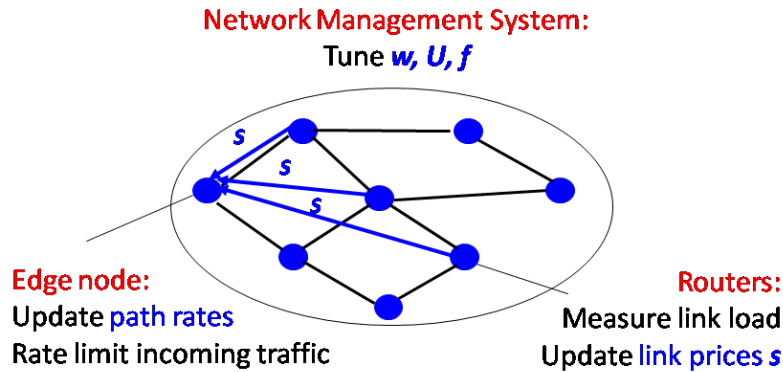 Network Management System:
Tune w, U, f
s
s
s
Edge node:
Update path rates
Rate limit incoming traffic
Routers:
Measure link load
Update link prices s